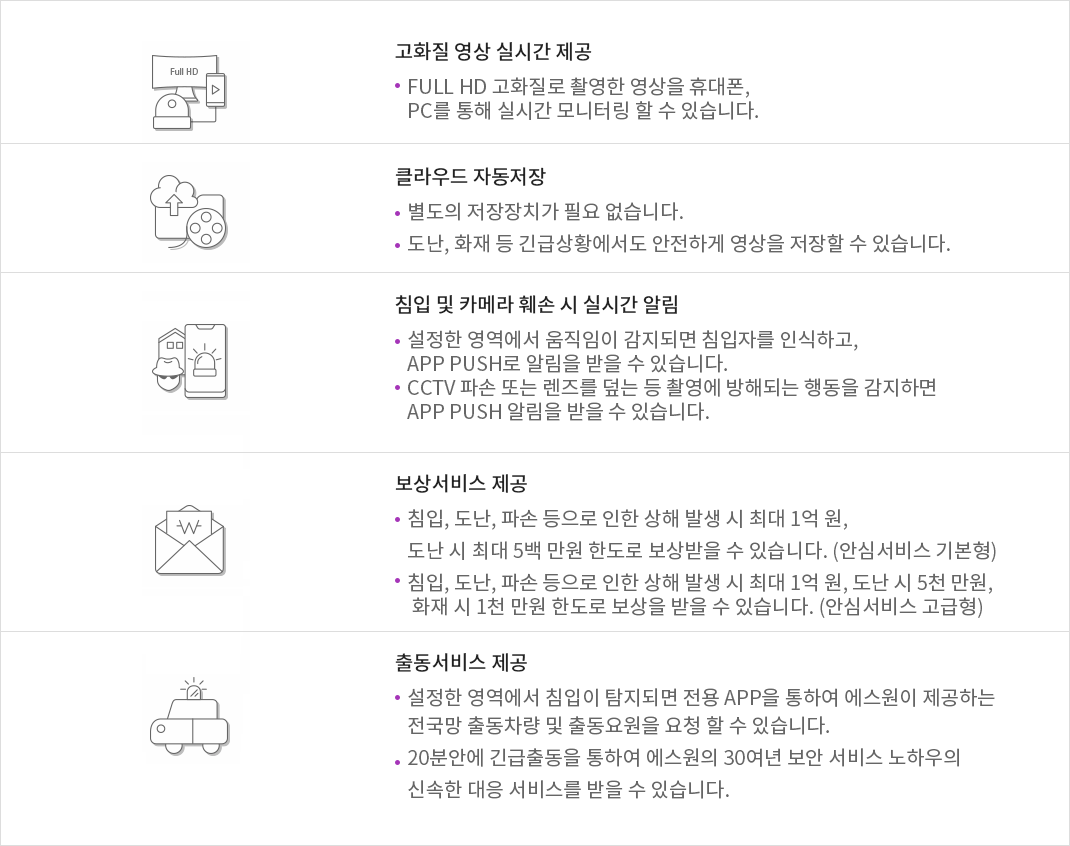 Full HD
고화질 영상 실시간 제공
• FULL HD 고화질로 촬영한 영상을 휴대폰,
PC를 통해 실시간 모니터링 할 수 있습니다.
클라우드 자동저장
• 별도의 저장장치가 필요 없습니다.
• 도난, 화재 등 긴급상황에서도 안전하게 영상을 저장할 수 있습니다.
침입 및 카메라 훼손 시 실시간 알림
• 설정한 영역에서 움직임이 감지되면 침입자를 인식하고,
APP PUSH로 알림을 받을 수 있습니다.
• CCTV 파손 또는 렌즈를 덮는 등 촬영에 방해되는 행동을 감지하면
APP PUSH 알림을 받을 수 있습니다.
₩
보상서비스 제공
• 침입, 도난, 파손 등으로 인한 상해 발생 시 최대 1억 원,
도난 시 최대 5백 만원 한도로 보상받을 수 있습니다. (안심서비스 기본형)
• 침입, 도난, 파손 등으로 인한 상해 발생 시 최대 1억 원, 도난 시 5천 만원,
화재 시 1천 만원 한도로 보상을 받을 수 있습니다. (안심서비스 고급형)
출동서비스 제공
• 설정한 영역에서 침입이 탐지되면 전용 APP을 통하여 에스원이 제공하는
전국망 출동차량 및 출동요원을 요청 할 수 있습니다.
• 20분안에 긴급출동을 통하여 에스원의 30여년 보안 서비스 노하우의
신속한 대응 서비스를 받을 수 있습니다.